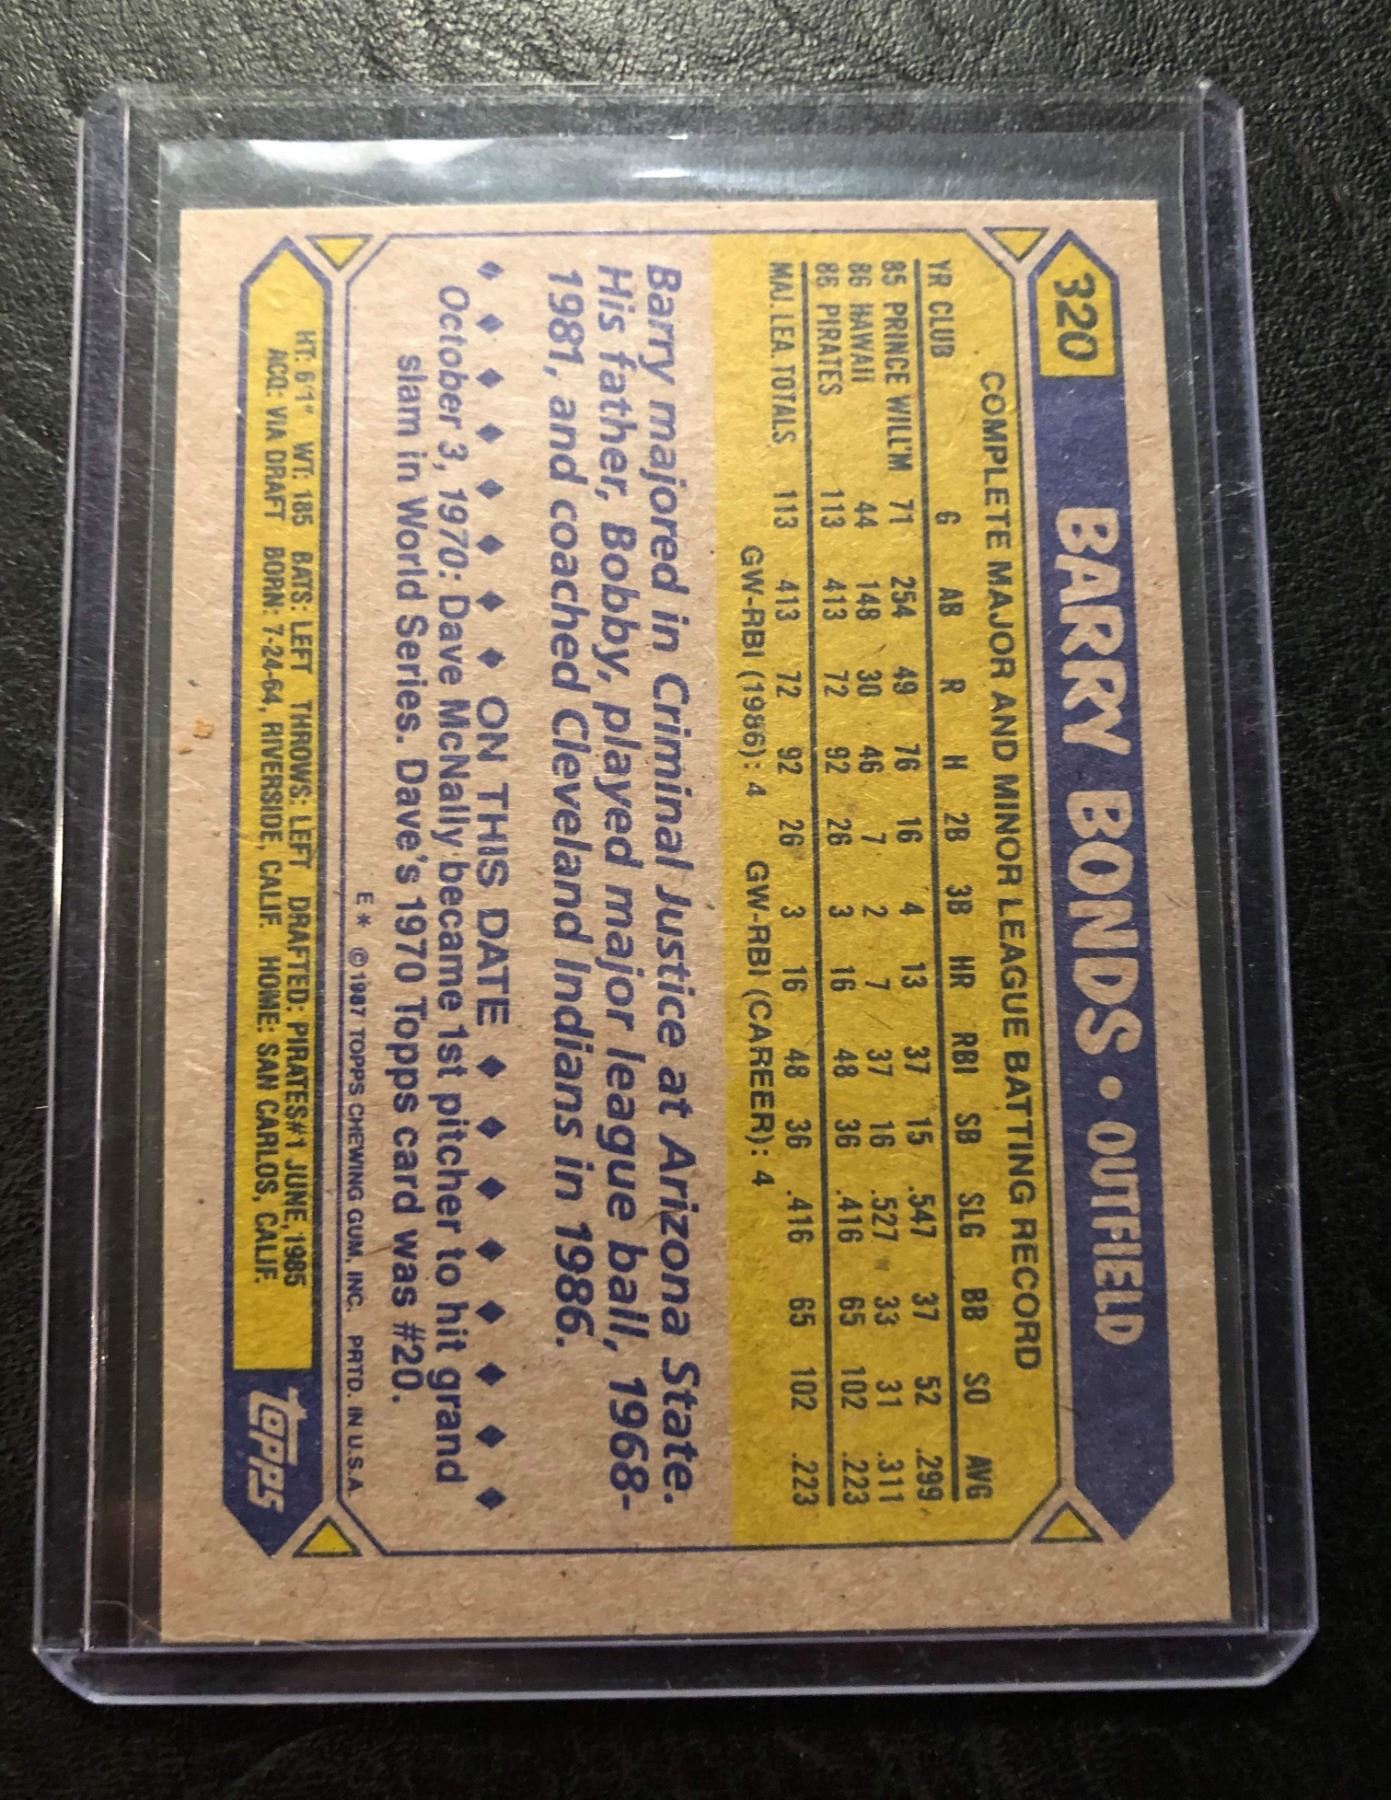 320 BARRY BONDS • OUTFIELD
COMPLETE MAJOR AND MINOR LEAGUE BATTING RECORD
YR CLUB G AB R H 2B 3B HR RBI SB SLG BB SO AVG
85 PRINCE WILL'M 71 254 49 76 16 4 13 37 15 .547 37 52 .299
86 HAWAII 44 148 30 46 7 2 7 37 16 .527 33 31 .311
86 PIRATES 113 413 72 92 26 3 16 48 36 .416 65 102 .223
MAJ. LEA. TOTALS 113 413 72 92 26 3 16 48 36 .416 65 102 .223
GW-RBI (1986): 4 GW-RBI (CAREER): 4
Barry majored in Criminal Justice at Arizona State.
His father, Bobby, played major league ball, 1968-
1981, and coached Cleveland Indians in 1986.
♦ ♦ ♦ ♦ ♦ ♦ ♦ ♦ ON THIS DATE ♦ ♦ ♦ ♦ ♦ ♦ ♦ ♦
October 3, 1970: Dave McNally became 1st pitcher to hit grand
slam in World Series. Dave's 1970 Topps card was #20.
E * ©1987 TOPPS CHEWING GUM, INC. PRTD. IN U.S.A.
HT: 6'1" WT: 185 BATS: LEFT THROWS: LEFT DRAFTED: PIRATES#1 JUNE, 1985
ACQ: VIA DRAFT BORN: 7-24-64, RIVERSIDE, CALIF. HOME: SAN CARLOS, CALIF.
topps